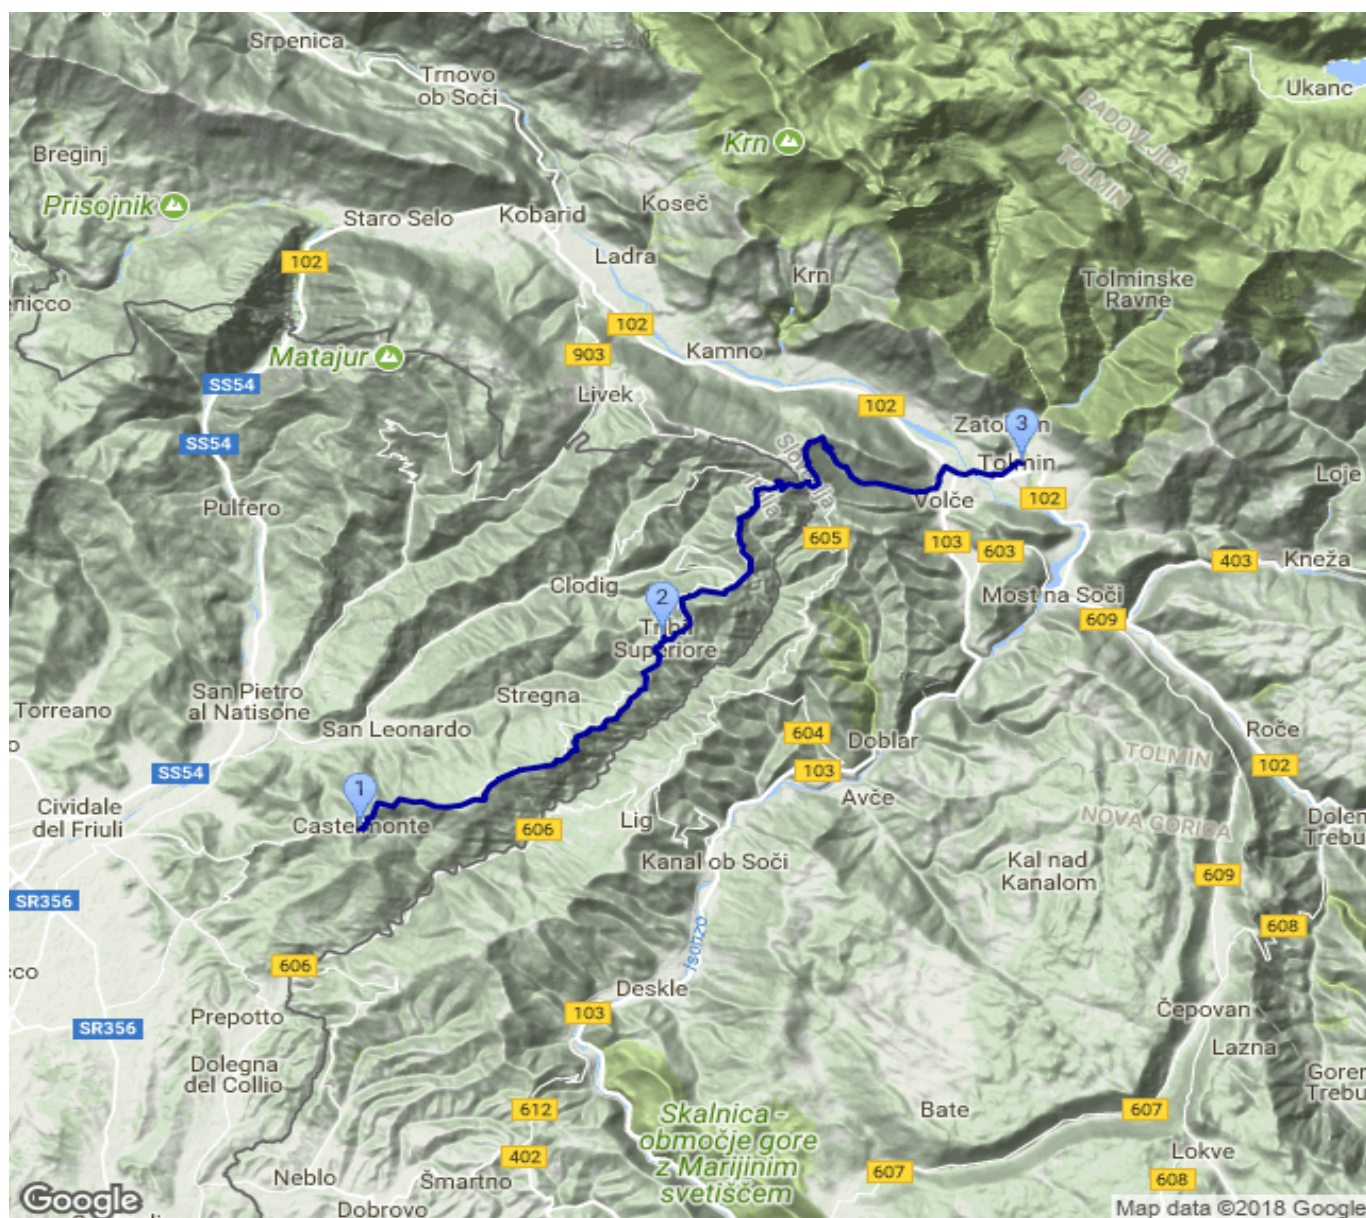 Srpenica
Trnovo
ob Soči
Ukanc
RADOVLJICA
TOLMIN
Krn
Breginj
Prisojnik
Staro Selo
Kobarid
Koseč
102
Ladra
Krn
Tolminske
Ravne
102
Kamno
Matajur
903
SS54
Livek
102
3
Tolmin
SS54
Loje
Pulfero
Volče
102
605
103
603
403
Kneža
Clodig
2
Most na Soči
609
Superiore
San Pietro
al Natisone
Stregna
Torreano
San Leonardo
604
Doblar
Roče
TOLMIN
SS54
103
102
1
Avče
Cividale
del Friuli
Castelmonte
606
Lig
NOVA GORICA
Kanal ob Soči
Kal nad
Kanalom
609
SR356
608
Isonzo
606
Deskle
Prepotto
103
Čepovan
SR356
Lazna
Dolegna
del Collio
612
Bate
607
Skalnica -
območje gore
z Marijinim
svetiščem
402
Lokve
Neblo
Šmartno
607
608
Dobrovo
Google
Map data ©2018 Google